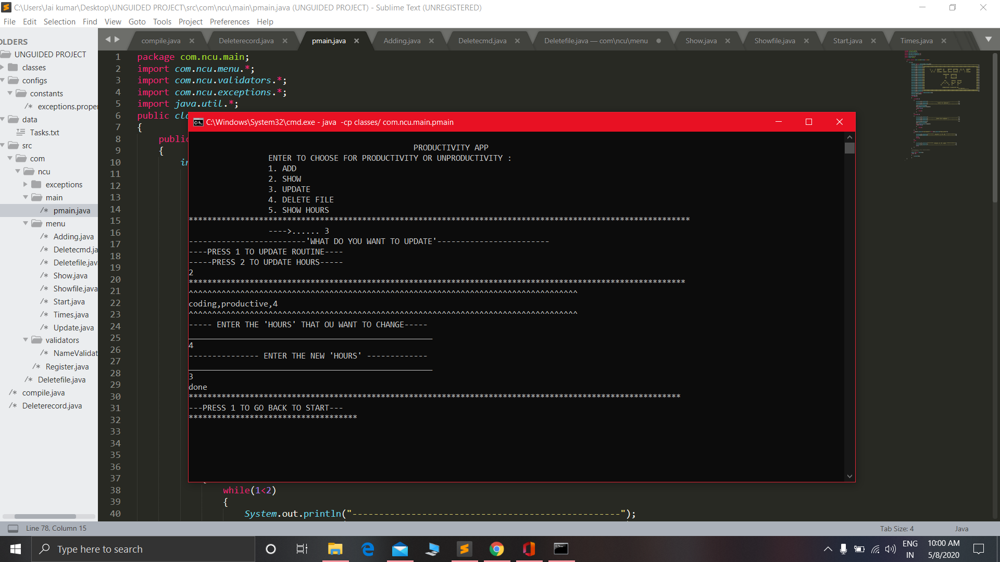 C:\Users\Jai kumar\Desktop\UNGUIDED PROJECT\src\com\ncu\main\pmain.java (UNGUIDED PROJECT) - Sublime Text (UNREGISTERED)
File Edit Selection Find View Goto Tools Project Preferences Help
compile.java Deleterecord.java pmain.java Adding.java Deletecmd.java Deletefile.java — com\ncu\menu Show.java Showfile.java Start.java Times.java
OLDERS
UNGUIDED PROJECT
classes
configs
constants
/* exceptions.proper
data
Tasks.txt
src
com
ncu
exceptions
main
/* pmain.java
menu
/* Adding.java
/* Deletecmd.ja
/* Deletefile.jav
/* Show.java
/* Showfile.java
/* Start.java
/* Times.java
/* Update.java
validators
/* NameValidat
/* Register.java
/* Deletefile.java
/* compile.java
/* Deleterecord.java
1 package com.ncu.main;
2 import com.ncu.menu.*;
3 import com.ncu.validators.*;
4 import com.ncu.exceptions.*;
5 import java.util.*;
6 public cla
7 {
8 public
9 {
10 in
11
12
13
14
15
16
17
18
19
20
21
22
23
24
25
26
27
28
29
30
31
32
33
34
35
36
37
38 while(1<2)
39 {
40 System.out.println("--------------------------------------------------");
C:\Windows\System32\cmd.exe - java  -cp classes/ com.ncu.main.pmain
PRODUCTIVITY APP
ENTER TO CHOOSE FOR PRODUCTIVITY OR UNPRODUCTIVITY :
1. ADD
2. SHOW
3. UPDATE
4. DELETE FILE
5. SHOW HOURS
***********************************************************************************************************
---->...... 3
-------------------------'WHAT DO YOU WANT TO UPDATE'------------------------
----PRESS 1 TO UPDATE ROUTINE----
-----PRESS 2 TO UPDATE HOURS-----
2
**********************************************************************************************************
^^^^^^^^^^^^^^^^^^^^^^^^^^^^^^^^^^^^^^^^^^^^^^^^^^^^^^^^^^^^^^^^^^^^^^^^^^^^^^^^^^^
coding,productive,4
^^^^^^^^^^^^^^^^^^^^^^^^^^^^^^^^^^^^^^^^^^^^^^^^^^^^^^^^^^^^^^^^^^^^^^^^^^^^^^^^^^^
----- ENTER THE 'HOURS' THAT OU WANT TO CHANGE-----
____________________________________________________
4
--------------- ENTER THE NEW 'HOURS' -------------
____________________________________________________
3
done
*********************************************************************************************************
---PRESS 1 TO GO BACK TO START---
************************************
Line 78, Column 15
Tab Size: 4 Java
Type here to search
ENG
IN
10:00 AM
5/8/2020